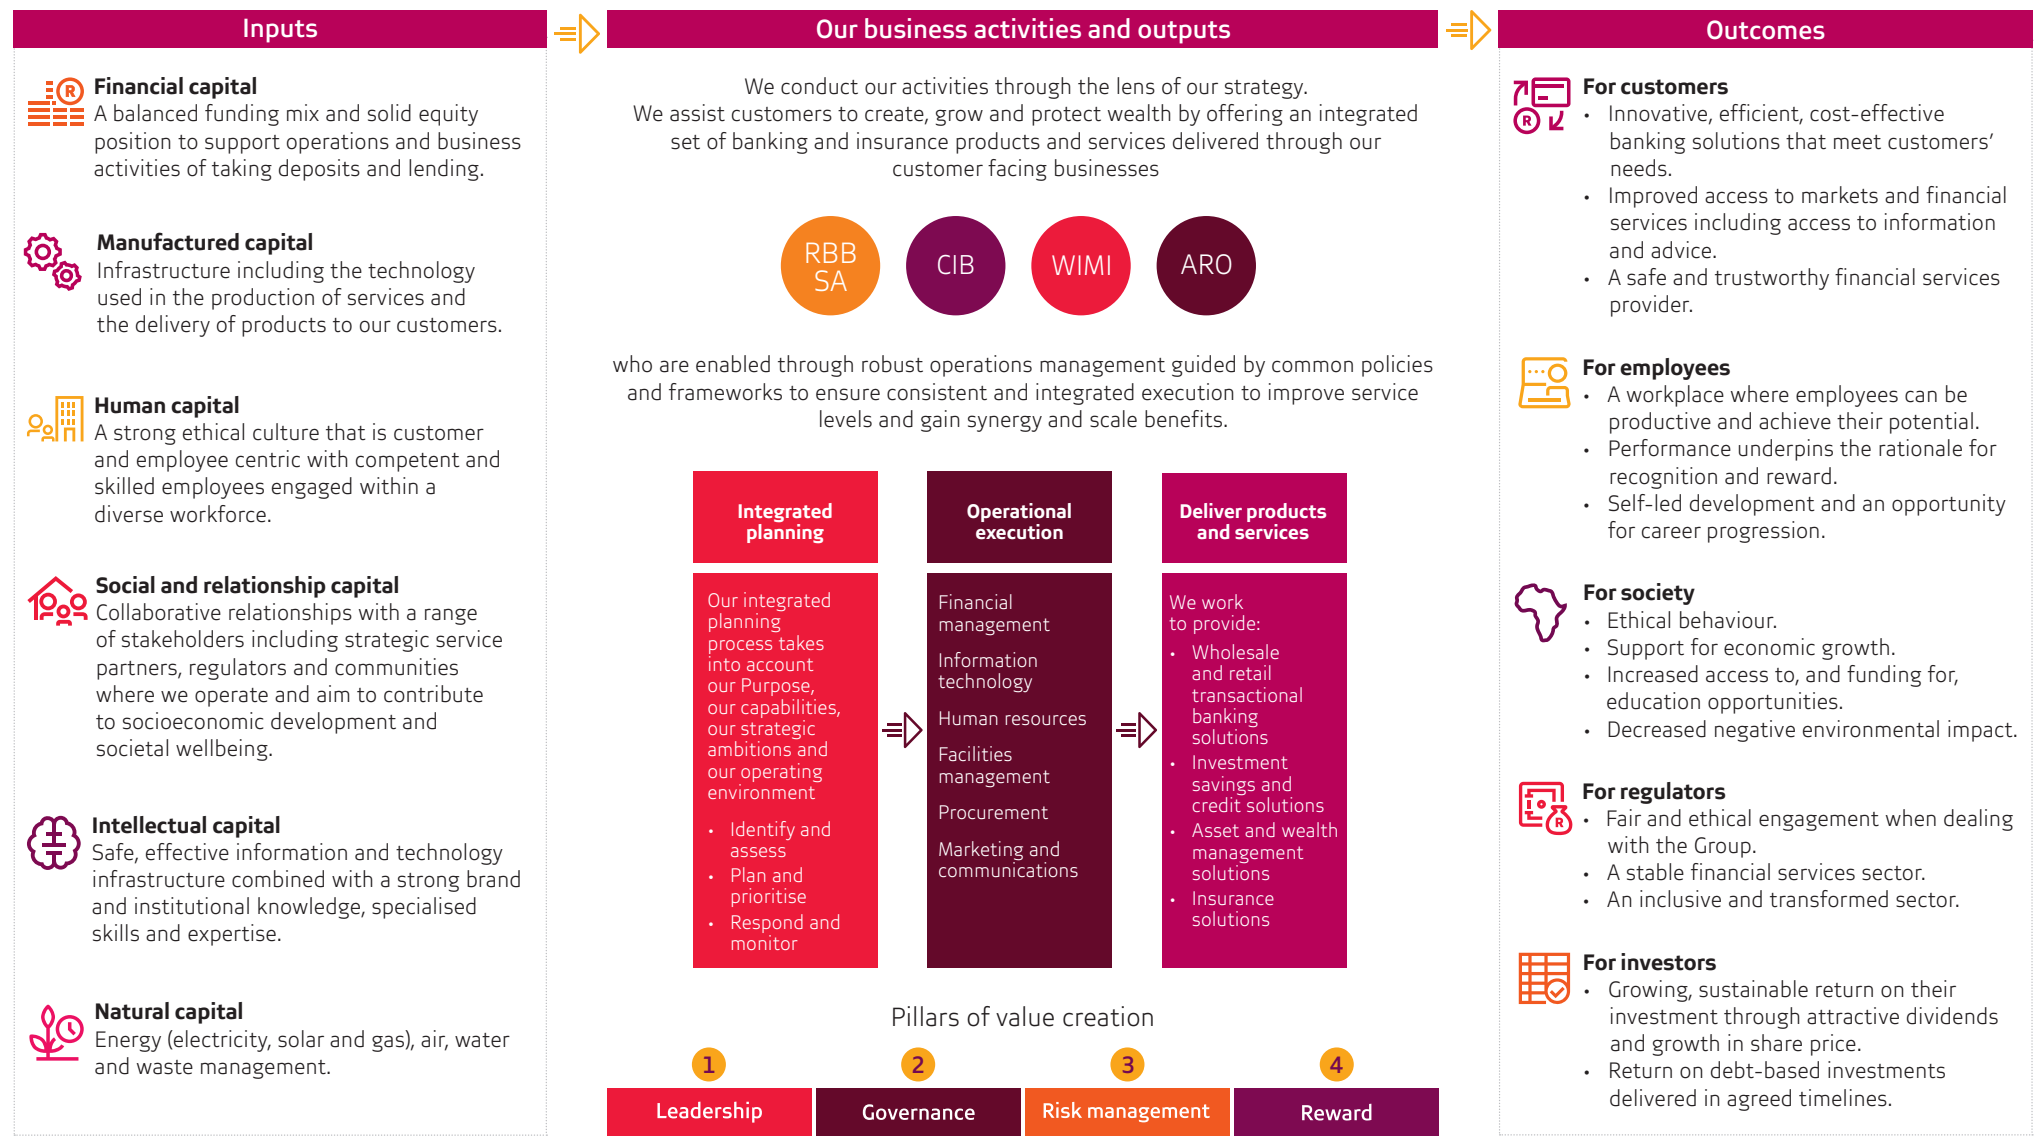 Inputs
Financial capital
A balanced funding mix and solid equity
position to support operations and business
activities of taking deposits and lending.
Manufactured capital
Infrastructure including the technology
used in the production of services and
the delivery of products to our customers.
Human capital
A strong ethical culture that is customer
and employee centric with competent and
skilled employees engaged within a
diverse workforce.
Social and relationship capital
Collaborative relationships with a range
of stakeholders including strategic service
partners, regulators and communities
where we operate and aim to contribute
to socioeconomic development and
societal wellbeing.
Intellectual capital
Safe, effective information and technology
infrastructure combined with a strong brand
and institutional knowledge, specialised
skills and expertise.
Natural capital
Energy (electricity, solar and gas), air, water
and waste management.
R
Our business activities and outputs
We conduct our activities through the lens of our strategy.
We assist customers to create, grow and protect wealth by offering an integrated
set of banking and insurance products and services delivered through our
customer facing businesses
RBB
SA
CIB
WIMI
ARO
who are enabled through robust operations management guided by common policies
and frameworks to ensure consistent and integrated execution to improve service
levels and gain synergy and scale benefits.
Integrated
planning
Our integrated
planning
process takes
into account
our Purpose,
our capabilities,
our strategic
ambitions and
our operating
environment
• Identify and
assess
• Plan and
prioritise
• Respond and
monitor
Operational
execution
Financial
management
Information
technology
Human resources
Facilities
management
Procurement
Marketing and
communications
Deliver products
and services
We work
to provide:
• Wholesale
and retail
transactional
banking
solutions
• Investment
savings and
credit solutions
• Asset and wealth
management
solutions
• Insurance
solutions
Pillars of value creation
1
2
3
4
Leadership
Governance
Risk management
Reward
Outcomes
R
For customers
• Innovative, efficient, cost-effective
banking solutions that meet customers’
needs.
• Improved access to markets and financial
services including access to information
and advice.
• A safe and trustworthy financial services
provider.
For employees
• A workplace where employees can be
productive and achieve their potential.
• Performance underpins the rationale for
recognition and reward.
• Self-led development and an opportunity
for career progression.
For society
• Ethical behaviour.
• Support for economic growth.
• Increased access to, and funding for,
education opportunities.
• Decreased negative environmental impact.
R
For regulators
• Fair and ethical engagement when dealing
with the Group.
• A stable financial services sector.
• An inclusive and transformed sector.
For investors
• Growing, sustainable return on their
investment through attractive dividends
and growth in share price.
• Return on debt-based investments
delivered in agreed timelines.